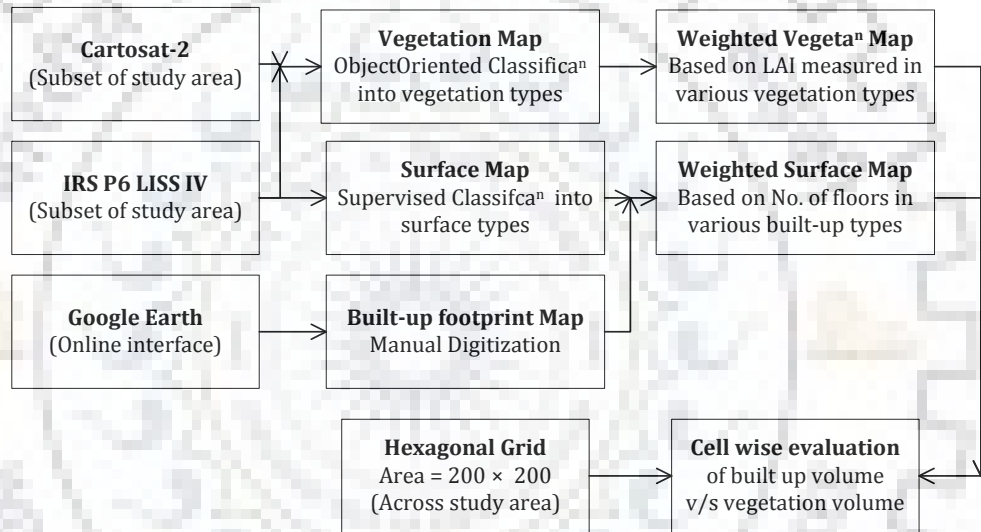 Cartosat-2
(Subset of study area)
Vegetation Map
ObjectOriented Classificaⁿ
into vegetation types
Weighted Vegetaⁿ Map
Based on LAI measured in
various vegetation types
IRS P6 LISS IV
(Subset of study area)
Surface Map
Supervised Classifcaⁿ into
surface types
Weighted Surface Map
Based on No. of floors in
various built-up types
Google Earth
(Online interface)
Built-up footprint Map
Manual Digitization
Hexagonal Grid
Area = 200 × 200
(Across study area)
Cell wise evaluation
of built up volume
v/s vegetation volume